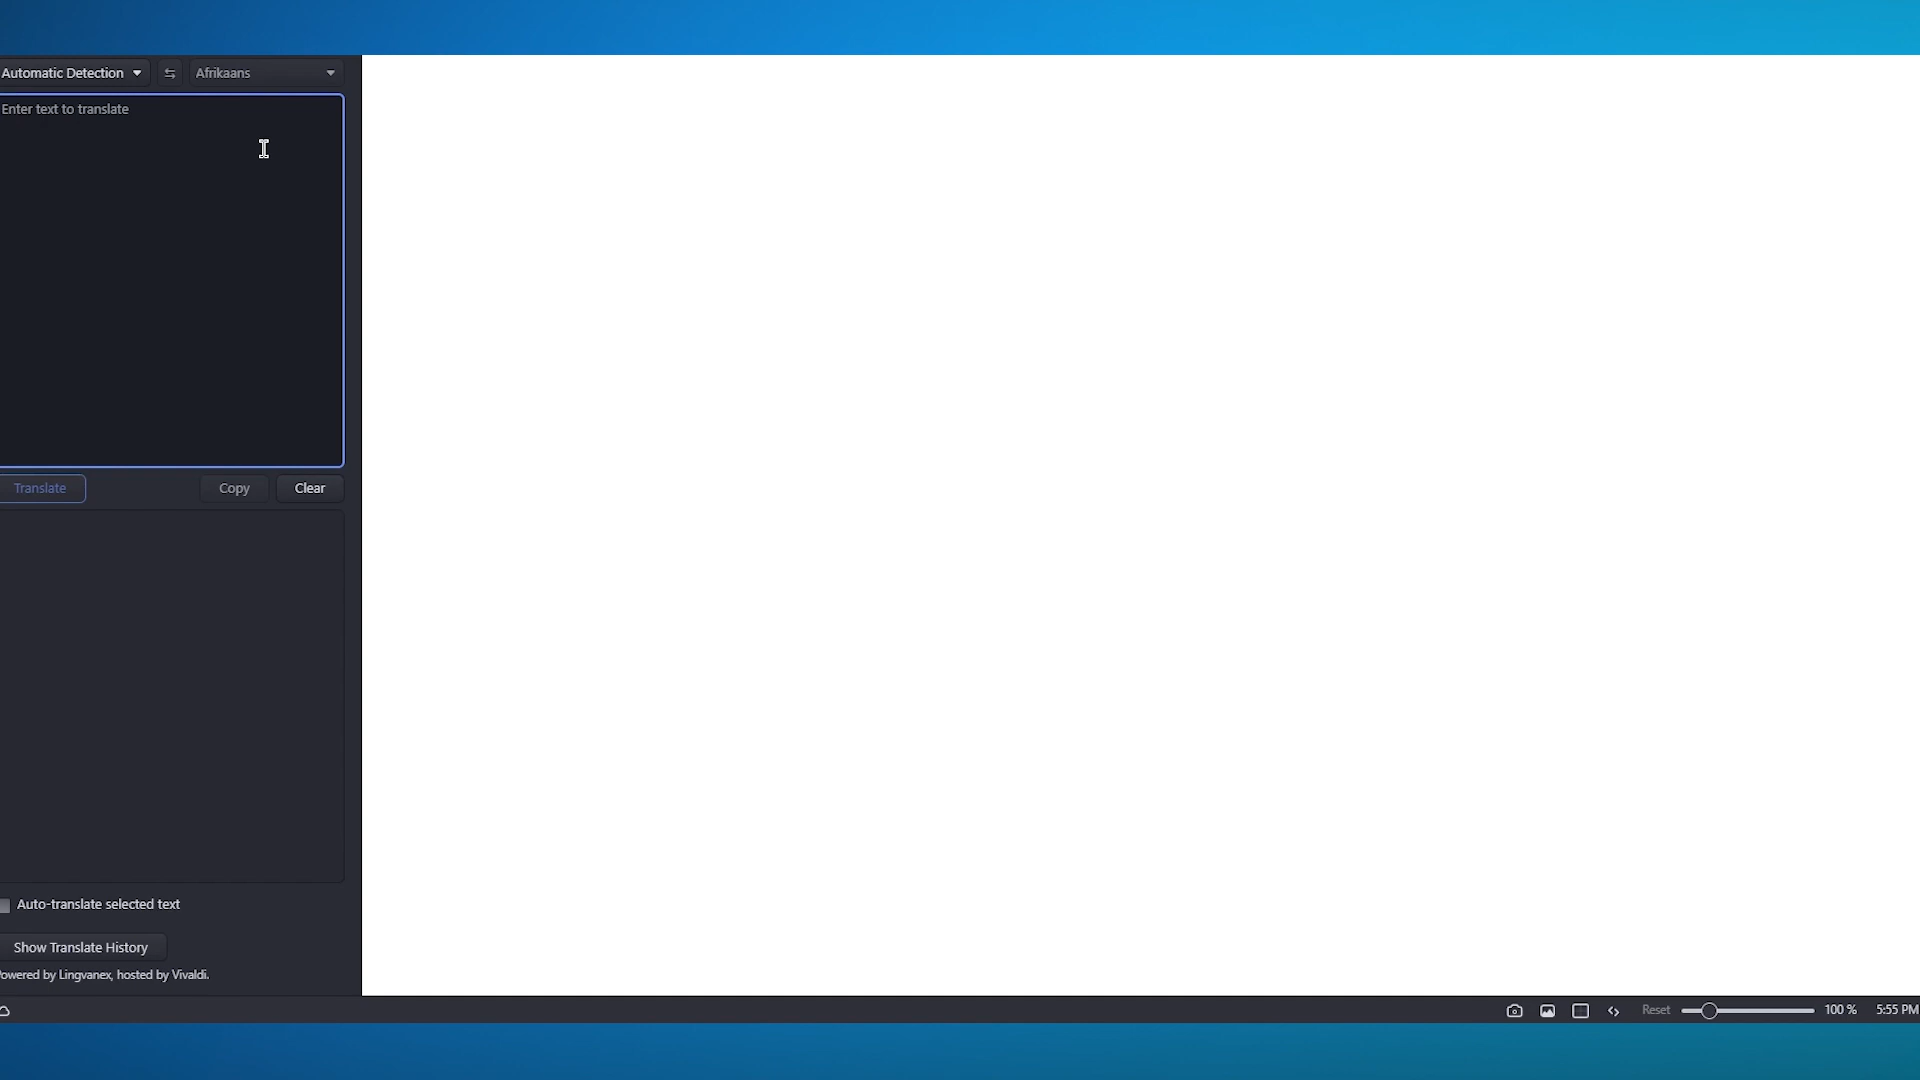 Automatic Detection
Afrikaans
Enter text to translate
Translate
Copy
Clear
Auto-translate selected text
Show Translate History
owered by Lingvanex, hosted by Vivaldi.
Reset
100 %
5:55 PM